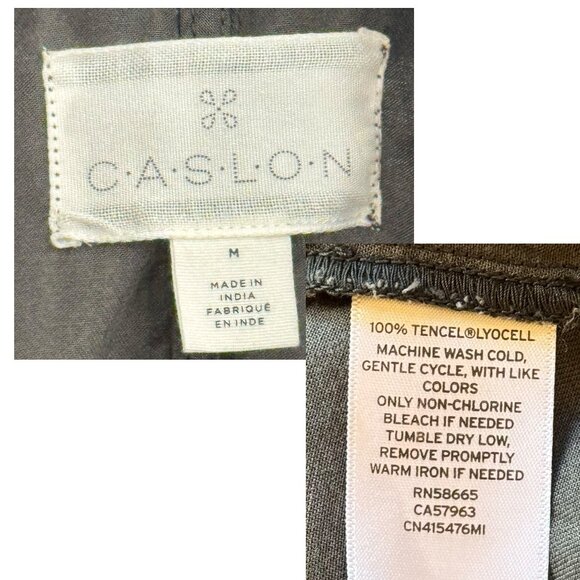 C·A·S·L·O·N
M
MADE IN
INDIA
FABRIQUÉ
EN INDE
100% TENCEL®LYOCELL
MACHINE WASH COLD,
GENTLE CYCLE, WITH LIKE
COLORS
ONLY NON-CHLORINE
BLEACH IF NEEDED
TUMBLE DRY LOW,
REMOVE PROMPTLY
WARM IRON IF NEEDED
RN58665
CA57963
CN415476MI